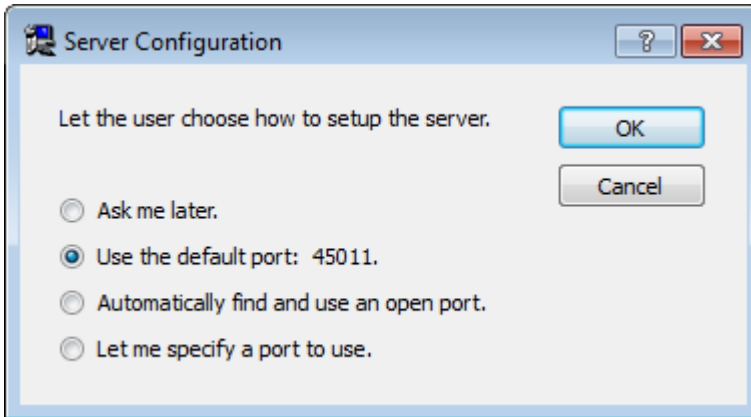 Server Configuration
Let the user choose how to setup the server.
OK
Cancel
Ask me later.
Use the default port: 45011.
Automatically find and use an open port.
Let me specify a port to use.